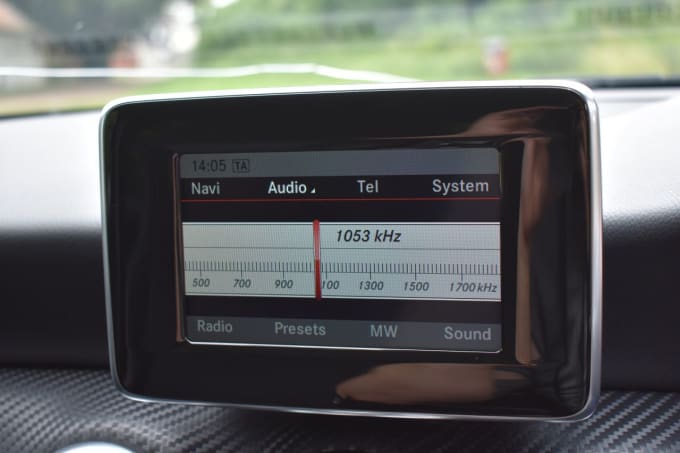 14:05 TA
Navi Audio Tel System
1053 kHz
500 700 900 100 1300 1500 1700 kHz
Radio Presets MW Sound